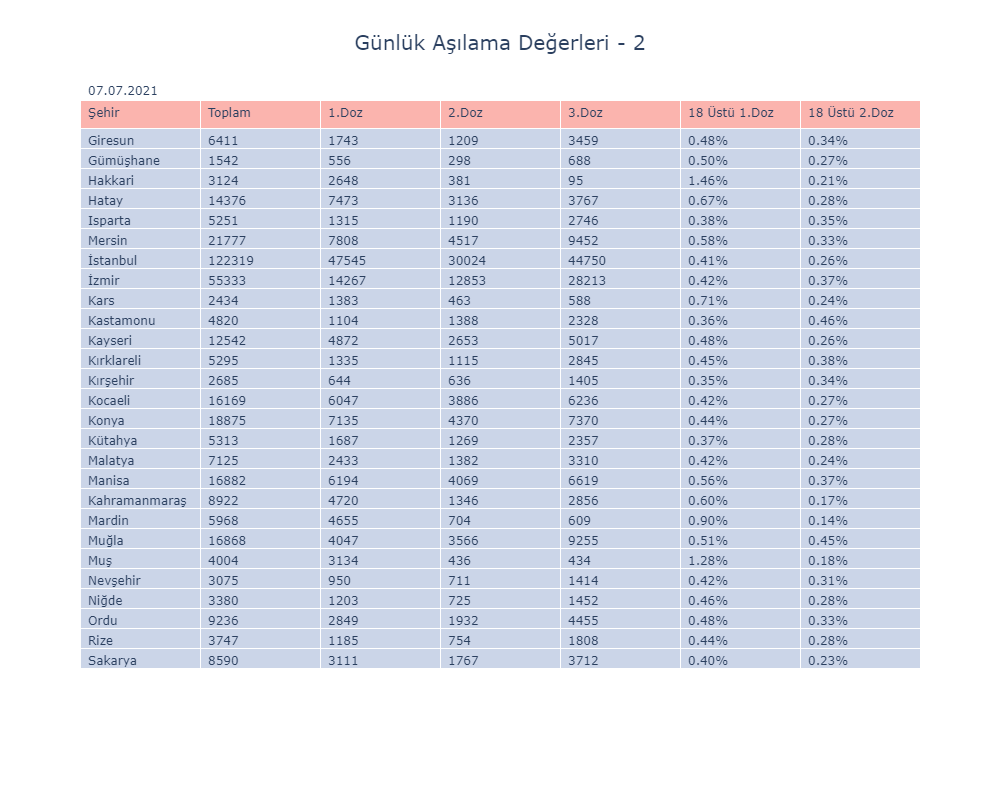 Günlük Aşılama Değerleri - 2
07.07.2021
Şehir Toplam 1.Doz 2.Doz 3.Doz 18 Üstü 1.Doz 18 Üstü 2.Doz
Giresun 6411 1743 1209 3459 0.48% 0.34%
Gümüşhane 1542 556 298 688 0.50% 0.27%
Hakkari 3124 2648 381 95 1.46% 0.21%
Hatay 14376 7473 3136 3767 0.67% 0.28%
Isparta 5251 1315 1190 2746 0.38% 0.35%
Mersin 21777 7808 4517 9452 0.58% 0.33%
İstanbul 122319 47545 30024 44750 0.41% 0.26%
İzmir 55333 14267 12853 28213 0.42% 0.37%
Kars 2434 1383 463 588 0.71% 0.24%
Kastamonu 4820 1104 1388 2328 0.36% 0.46%
Kayseri 12542 4872 2653 5017 0.48% 0.26%
Kırklareli 5295 1335 1115 2845 0.45% 0.38%
Kırşehir 2685 644 636 1405 0.35% 0.34%
Kocaeli 16169 6047 3886 6236 0.42% 0.27%
Konya 18875 7135 4370 7370 0.44% 0.27%
Kütahya 5313 1687 1269 2357 0.37% 0.28%
Malatya 7125 2433 1382 3310 0.42% 0.24%
Manisa 16882 6194 4069 6619 0.56% 0.37%
Kahramanmaraş 8922 4720 1346 2856 0.60% 0.17%
Mardin 5968 4655 704 609 0.90% 0.14%
Muğla 16868 4047 3566 9255 0.51% 0.45%
Muş 4004 3134 436 434 1.28% 0.18%
Nevşehir 3075 950 711 1414 0.42% 0.31%
Niğde 3380 1203 725 1452 0.46% 0.28%
Ordu 9236 2849 1932 4455 0.48% 0.33%
Rize 3747 1185 754 1808 0.44% 0.28%
Sakarya 8590 3111 1767 3712 0.40% 0.23%